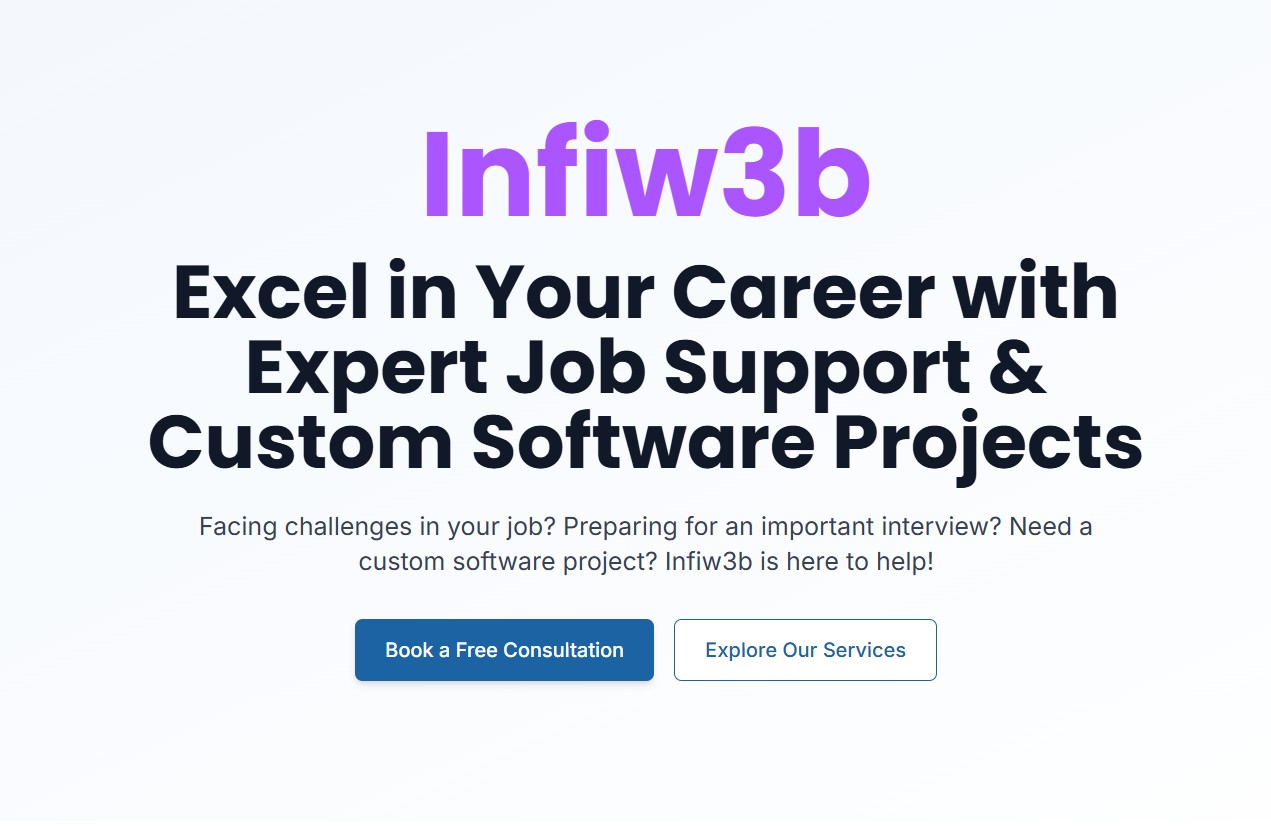 Infiw3b
Excel in Your Career with
Expert Job Support &
Custom Software Projects
Facing challenges in your job? Preparing for an important interview? Need a
custom software project? Infiw3b is here to help!
Book a Free Consultation
Explore Our Services